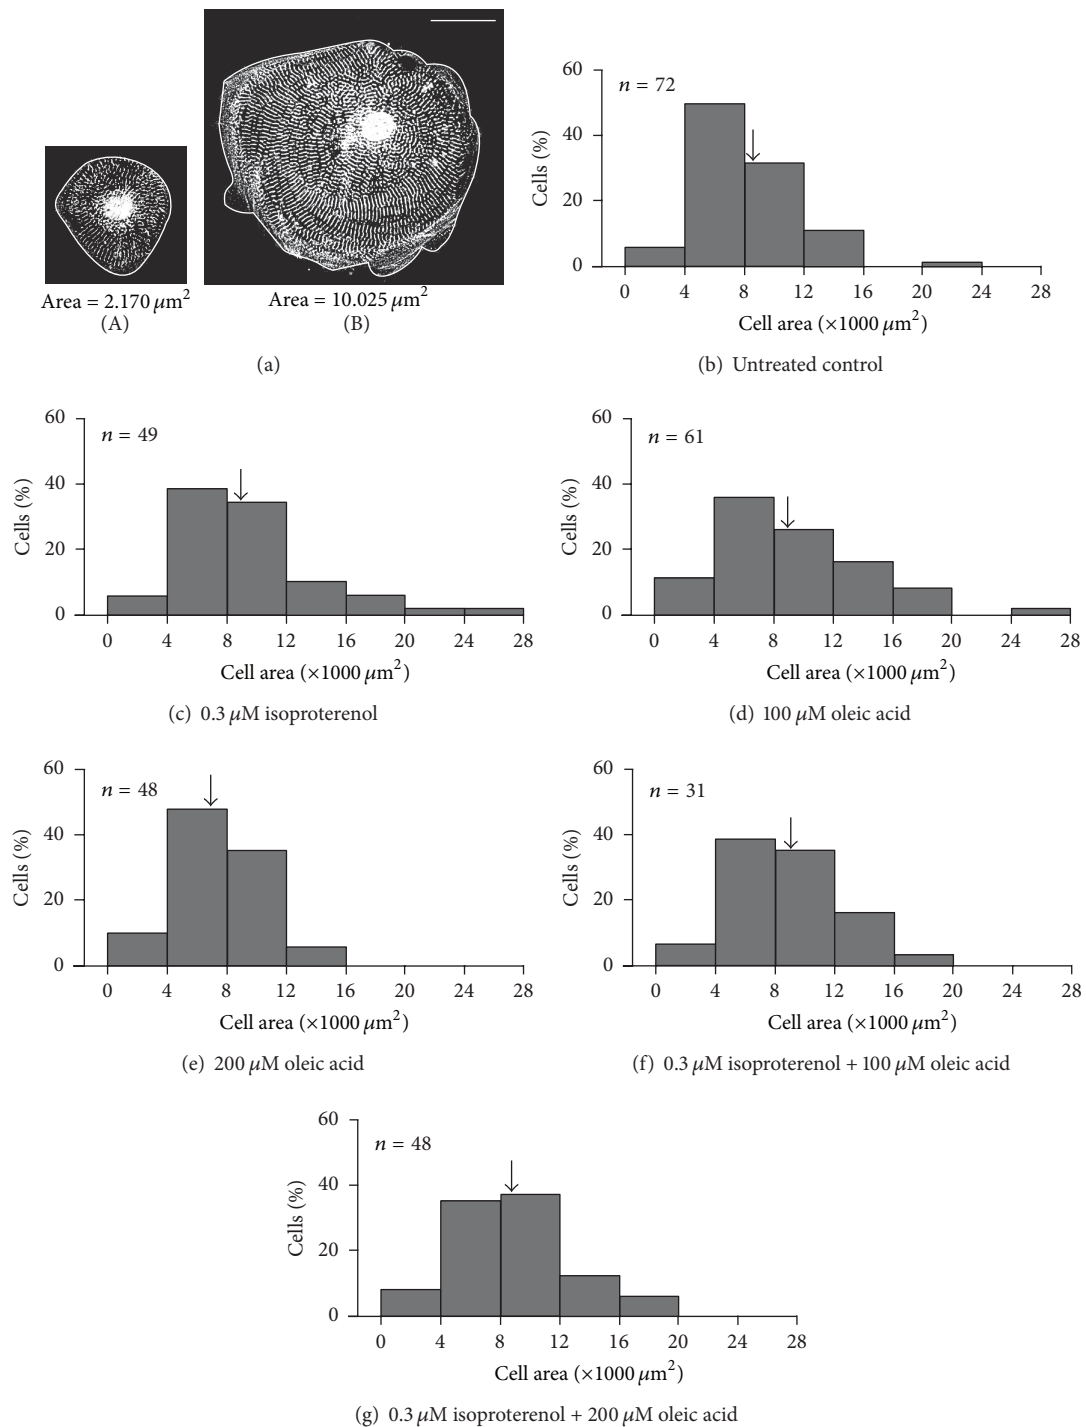 Area = 2.170 μm²
(A)
Area = 10.025 μm²
(B)
(a)
60
40
20
0
Cells (%)
n = 72
0 4 8 12 16 20 24 28
Cell area (×1000 μm²)
(b) Untreated control
60
40
20
0
Cells (%)
n = 49
0 4 8 12 16 20 24 28
Cell area (×1000 μm²)
(c) 0.3 μM isoproterenol
60
40
20
0
Cells (%)
n = 61
0 4 8 12 16 20 24 28
Cell area (×1000 μm²)
(d) 100 μM oleic acid
60
40
20
0
Cells (%)
n = 48
0 4 8 12 16 20 24 28
Cell area (×1000 μm²)
(e) 200 μM oleic acid
60
40
20
0
Cells (%)
n = 31
0 4 8 12 16 20 24 28
Cell area (×1000 μm²)
(f) 0.3 μM isoproterenol + 100 μM oleic acid
60
40
20
0
Cells (%)
n = 48
0 4 8 12 16 20 24 28
Cell area (×1000 μm²)
(g) 0.3 μM isoproterenol + 200 μM oleic acid